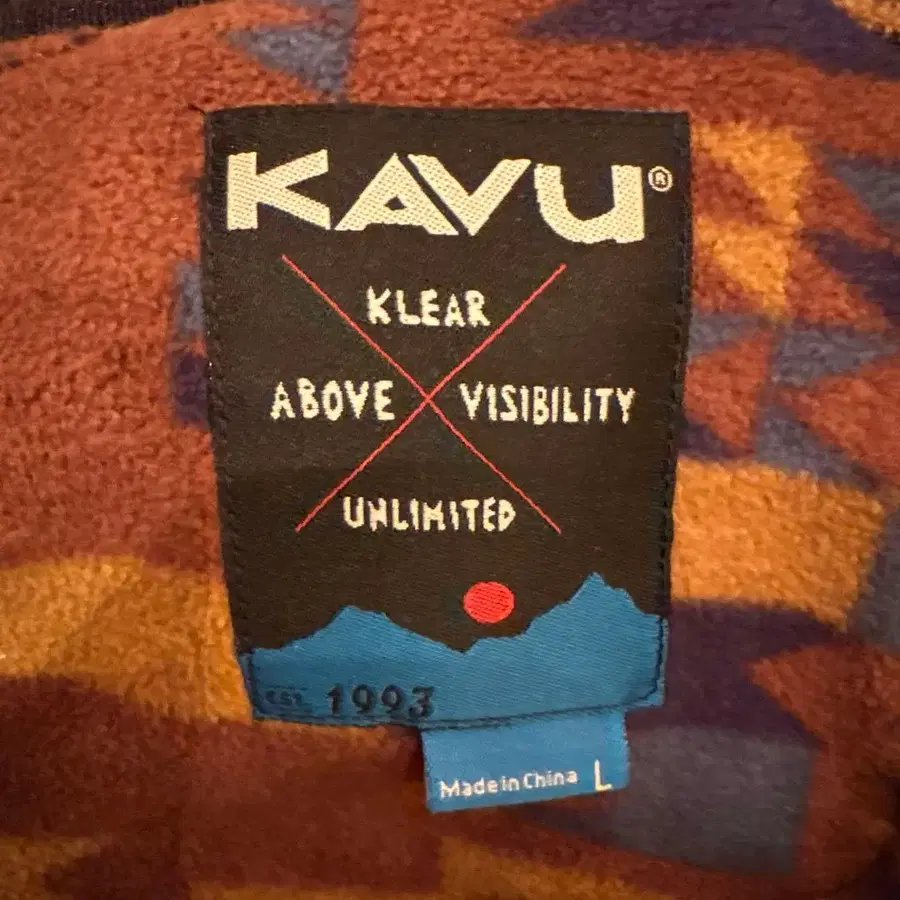 KAVU®
KLEAR
ABOVE VISIBILITY
UNLIMITED
EST. 1993
Made in China L